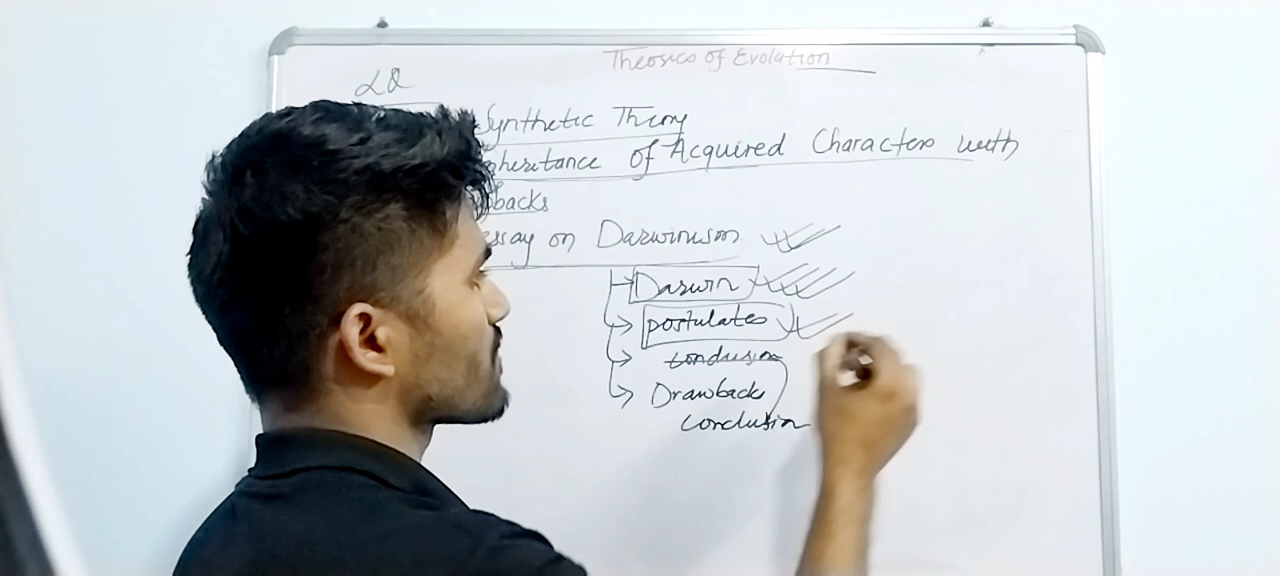 Theories of Evolution
LQ
Synthetic Theory
nheritance of Acquired Characters with
backs
essay on Darwinism
Darwin
postulates
conclusion
Drawbacks
conclusion